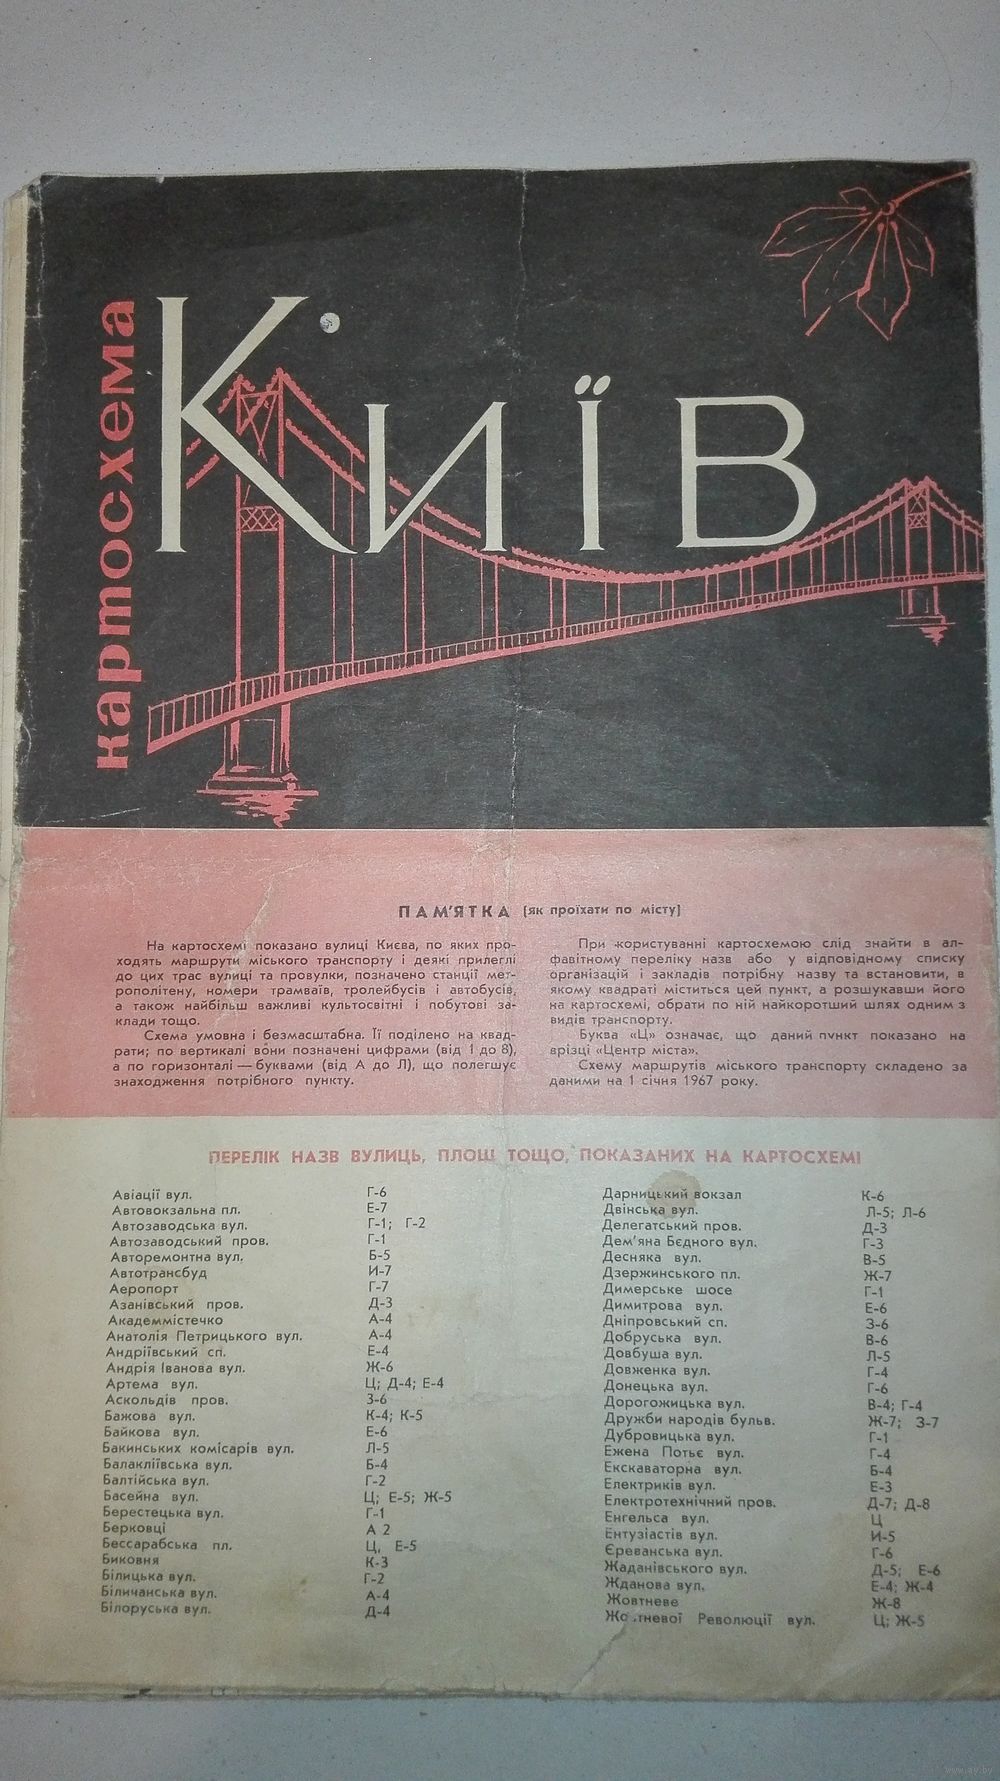 картосхема
Київ
ПАМ'ЯТКА (як проїхати по місту)
На картосхемі показано вулиці Києва, по яких про-
ходять маршрути міського транспорту і деякі прилеглі
до цих трас вулиці та провулки, позначено станції мет-
рополітену, номери трамваїв, тролейбусів і автобусів,
а також найбільш важливі культосвітні і побутові за-
клади тощо.
Схема умовна і безмасштабна. Її поділено на квад-
рати; по вертикалі вони позначені цифрами (від 1 до 8),
а по горизонталі — буквами (від А до Л), що полегшує
знаходження потрібного пункту.
При користуванні картосхемою слід знайти в ал-
фавітному переліку назв або у відповідному списку
організацій і закладів потрібну назву та встановити, в
якому квадраті міститься цей пункт, а розшукавши його
на картосхемі, обрати по ній найкоротший шлях одним з
видів транспорту.
Буква «Ц» означає, що даний пункт показано на
врізці «Центр міста».
Схему маршрутів міського транспорту складено за
даними на 1 січня 1967 року.
ПЕРЕЛІК НАЗВ ВУЛИЦЬ, ПЛОЩ ТОЩО, ПОКАЗАНИХ НА КАРТОСХЕМІ
Авіації вул. Г-6
Автовокзальна пл. Е-7
Автозаводська вул. Г-1; Г-2
Автозаводський пров. Г-1
Авторемонтна вул. Б-5
Автотрансбуд И-7
Аеропорт Г-7
Азанівський пров. Д-3
Академмістечко А-4
Анатолія Петрицького вул. А-4
Андріївський сп. Е-4
Андрія Іванова вул. Ж-6
Артема вул. Ц; Д-4; Е-4
Аскольдів пров. З-6
Бажова вул. К-4; К-5
Байкова вул. Е-6
Бакинських комісарів вул. Л-5
Балакліївська вул. Б-4
Балтійська вул. Г-2
Басейна вул. Ц; Е-5; Ж-5
Берестецька вул. Г-1
Берковці А 2
Бессарабська пл. Ц, Е-5
Биковня К-3
Білицька вул. Г-2
Біличанська вул. А-4
Білоруська вул. Д-4
Дарницький вокзал К-6
Двінська вул. Л-5; Л-6
Делегатський пров. Д-3
Дем'яна Бєдного вул. Г-3
Десняка вул. В-5
Дзержинського пл. Ж-7
Димерське шосе Г-1
Димитрова вул. Е-6
Дніпровський сп. З-6
Добруська вул. В-6
Довбуша вул. Л-5
Довженка вул. Г-4
Донецька вул. Г-6
Дорогожицька вул. В-4; Г-4
Дружби народів бульв. Ж-7; З-7
Дубровицька вул. Г-1
Ежена Потьє вул. Г-4
Екскаваторна вул. Б-4
Електриків вул. Е-3
Електротехнічний пров. Д-7; Д-8
Енгельса вул. Ц
Ентузіастів вул. И-5
Єреванська вул. Г-6
Жаданівського вул. Д-5; Е-6
Жданова вул. Е-4; Ж-4
Жовтневе Ж-8
Жовтневої Революції вул. Ц; Ж-5
www.ay.by